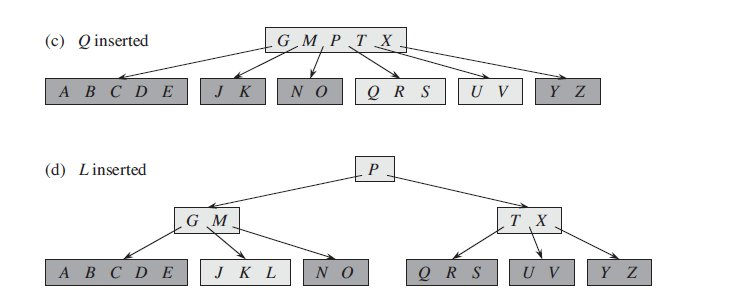 (c) Q inserted
G M P T X
A B C D E J K N O Q R S U V Y Z
(d) L inserted
P
G M T X
A B C D E J K L N O Q R S U V Y Z